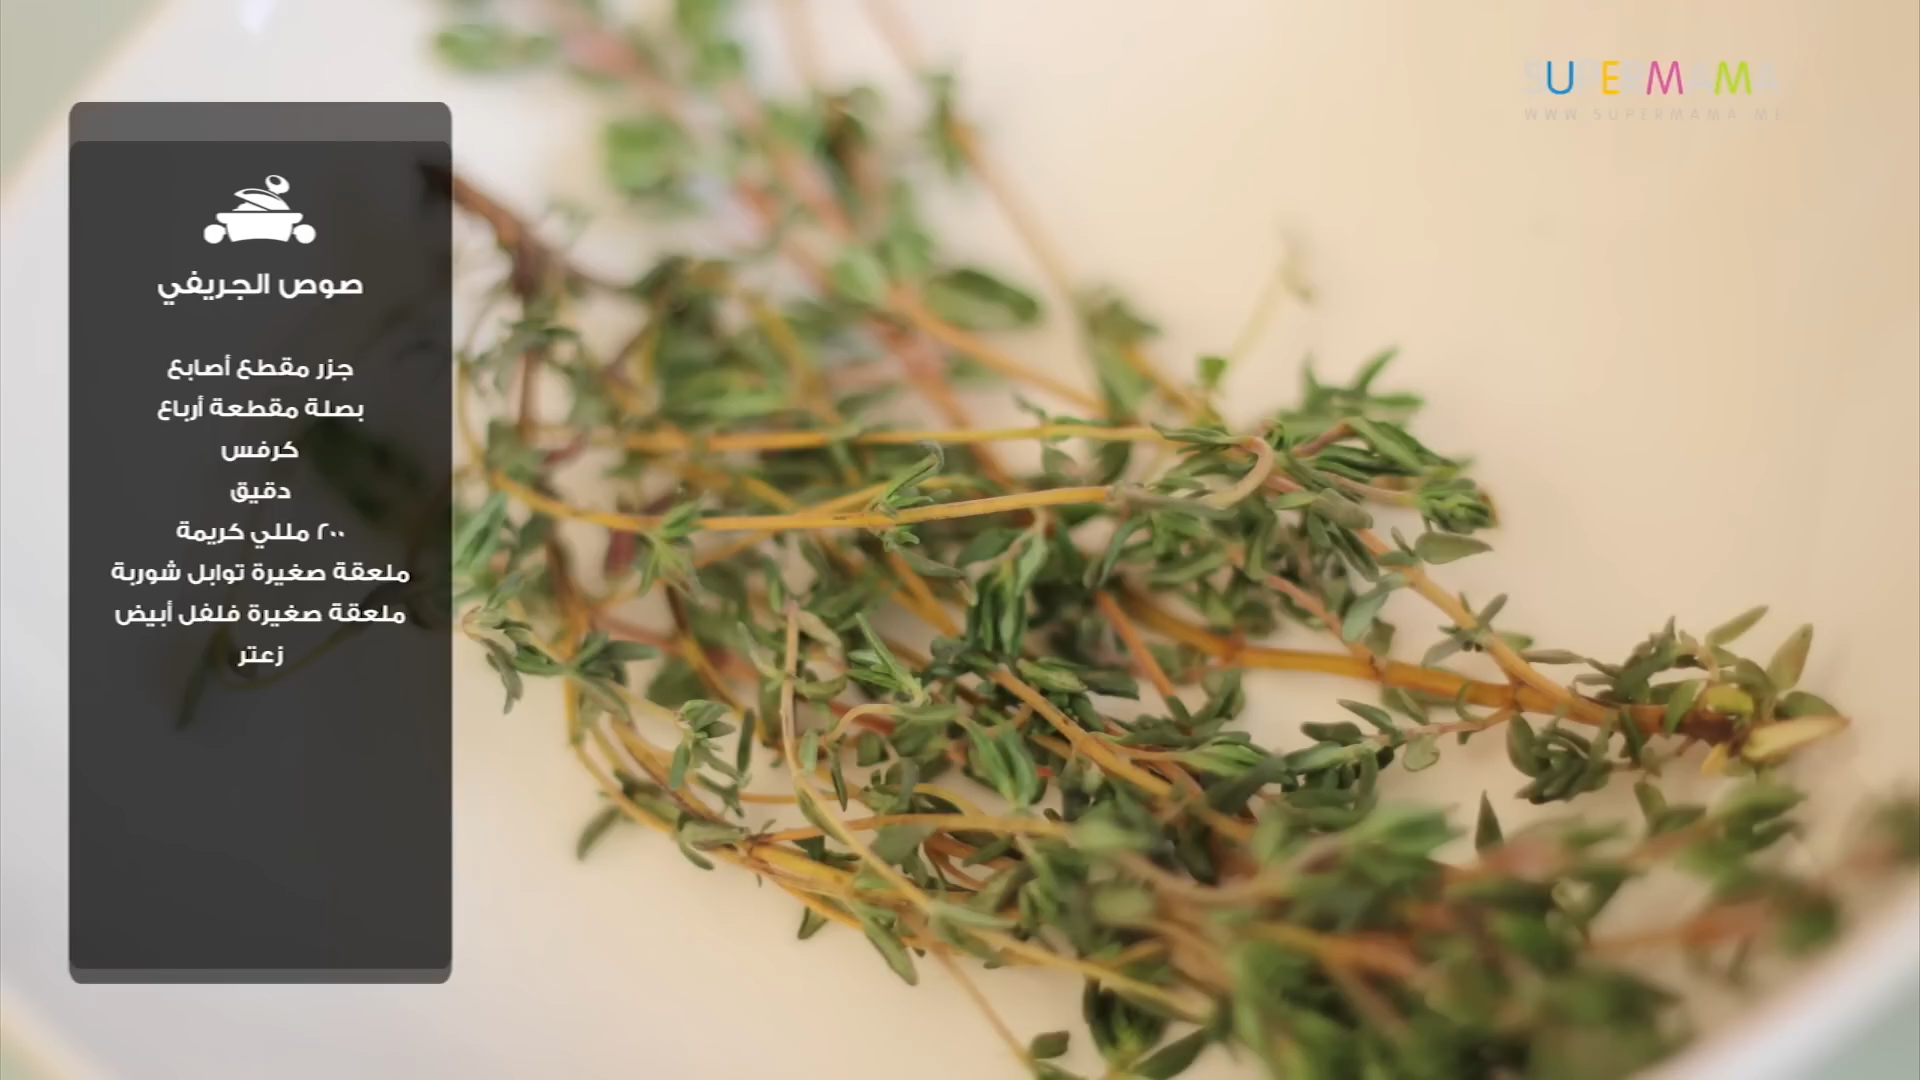 SUPERMAMA
WWW.SUPERMAMA.ME
صوص الجريفي
جزر مقطع أصابع
بصلة مقطعة أرباع
كرفس
دقيق
٢٠٠ مللي كريمة
ملعقة صغيرة توابل شوربة
ملعقة صغيرة فلفل أبيض
زعتر